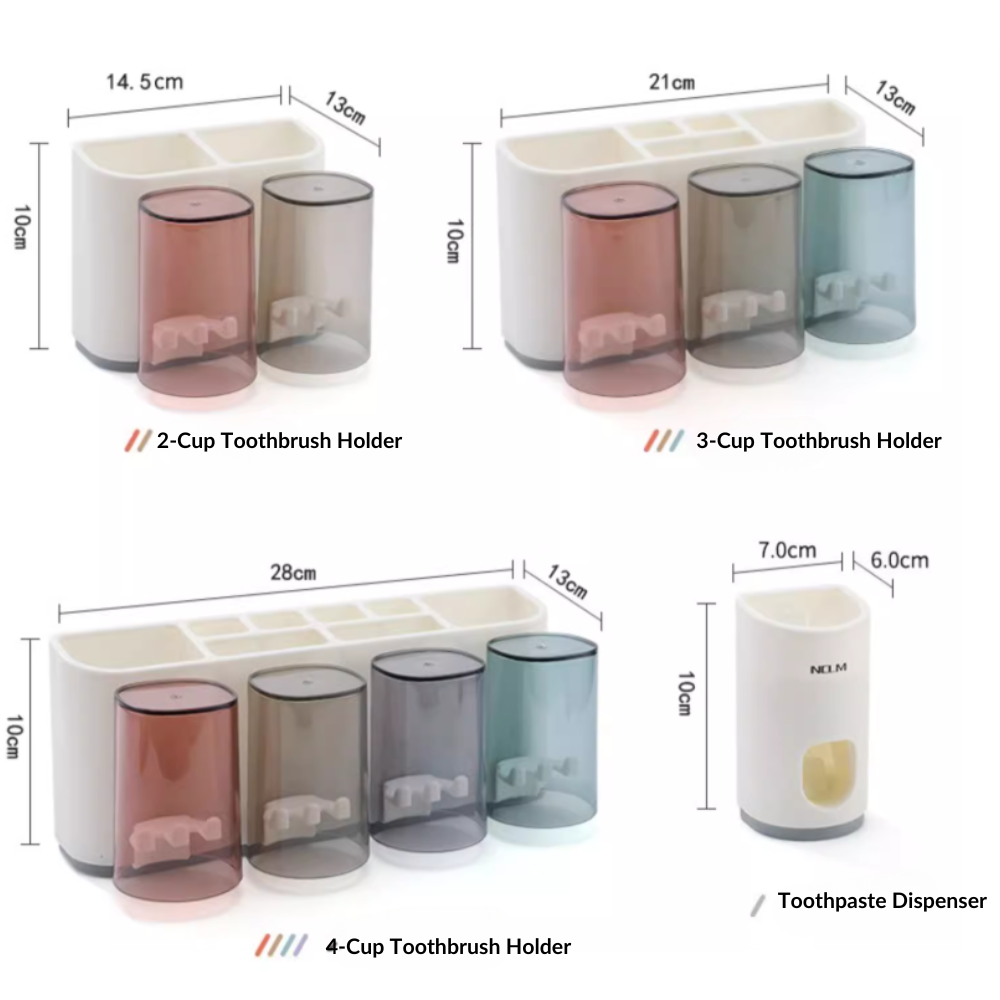 14.5cm
13cm
10cm
2-Cup Toothbrush Holder
21cm
13cm
10cm
3-Cup Toothbrush Holder
28cm
13cm
10cm
4-Cup Toothbrush Holder
7.0cm
6.0cm
10cm
NCLM
Toothpaste Dispenser